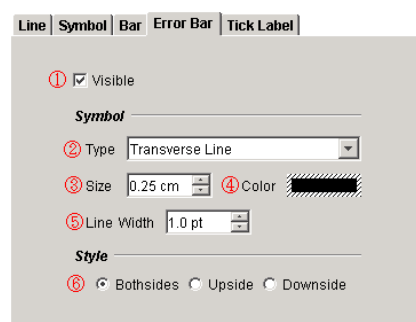 Line Symbol Bar Error Bar Tick Label
① Visible
Symbol
② Type Transverse Line
③ Size 0.25 cm ④ Color
⑤ Line Width 1.0 pt
Style
⑥ Bothsides Upside Downside